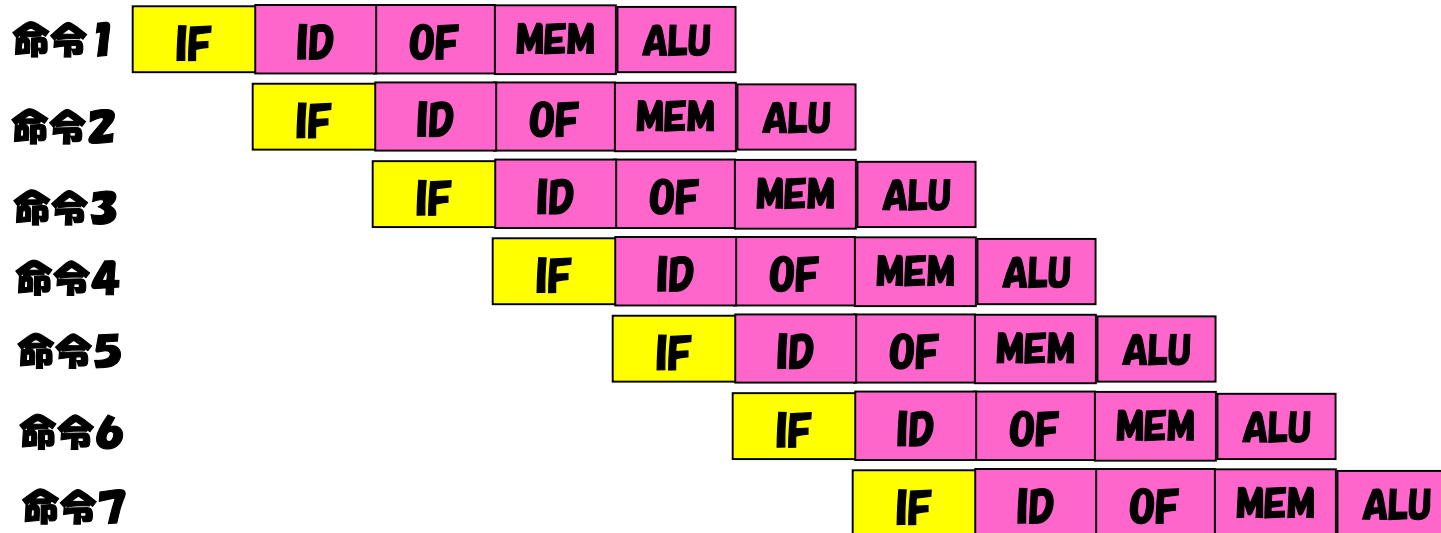 命令1 IF ID OF MEM ALU
命令2 IF ID OF MEM ALU
命令3 IF ID OF MEM ALU
命令4 IF ID OF MEM ALU
命令5 IF ID OF MEM ALU
命令6 IF ID OF MEM ALU
命令7 IF ID OF MEM ALU